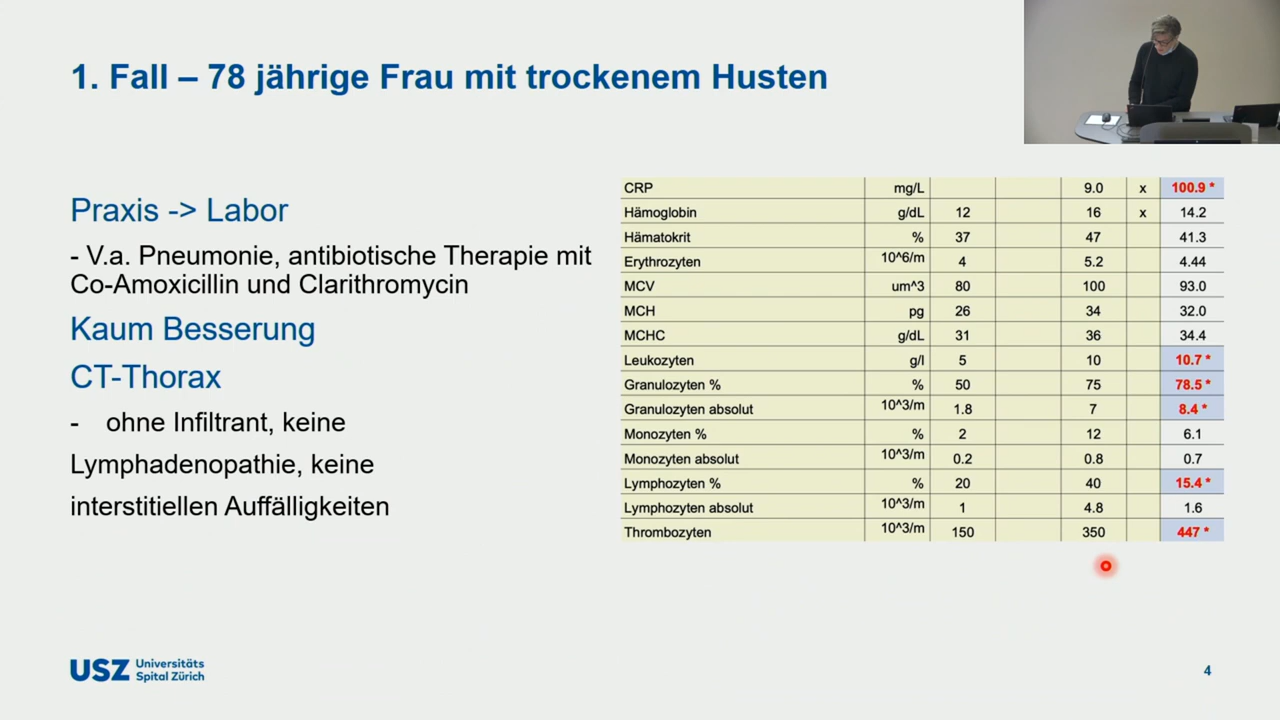 1. Fall – 78 jährige Frau mit trockenem Husten
Praxis -> Labor
- V.a. Pneumonie, antibiotische Therapie mit
Co-Amoxicillin und Clarithromycin
Kaum Besserung
CT-Thorax
- ohne Infiltrant, keine
Lymphadenopathie, keine
interstitiellen Auffälligkeiten
CRP mg/L 9.0 x 100.9 *
Hämoglobin g/dL 12 16 x 14.2
Hämatokrit % 37 47 41.3
Erythrozyten 10^6/m 4 5.2 4.44
MCV um^3 80 100 93.0
MCH pg 26 34 32.0
MCHC g/dL 31 36 34.4
Leukozyten g/l 5 10 10.7 *
Granulozyten % % 50 75 78.5 *
Granulozyten absolut 10^3/m 1.8 7 8.4 *
Monozyten % % 2 12 6.1
Monozyten absolut 10^3/m 0.2 0.8 0.7
Lymphozyten % % 20 40 15.4 *
Lymphozyten absolut 10^3/m 1 4.8 1.6
Thrombozyten 10^3/m 150 350 447 *
USZ Universitäts
Spital Zürich
4